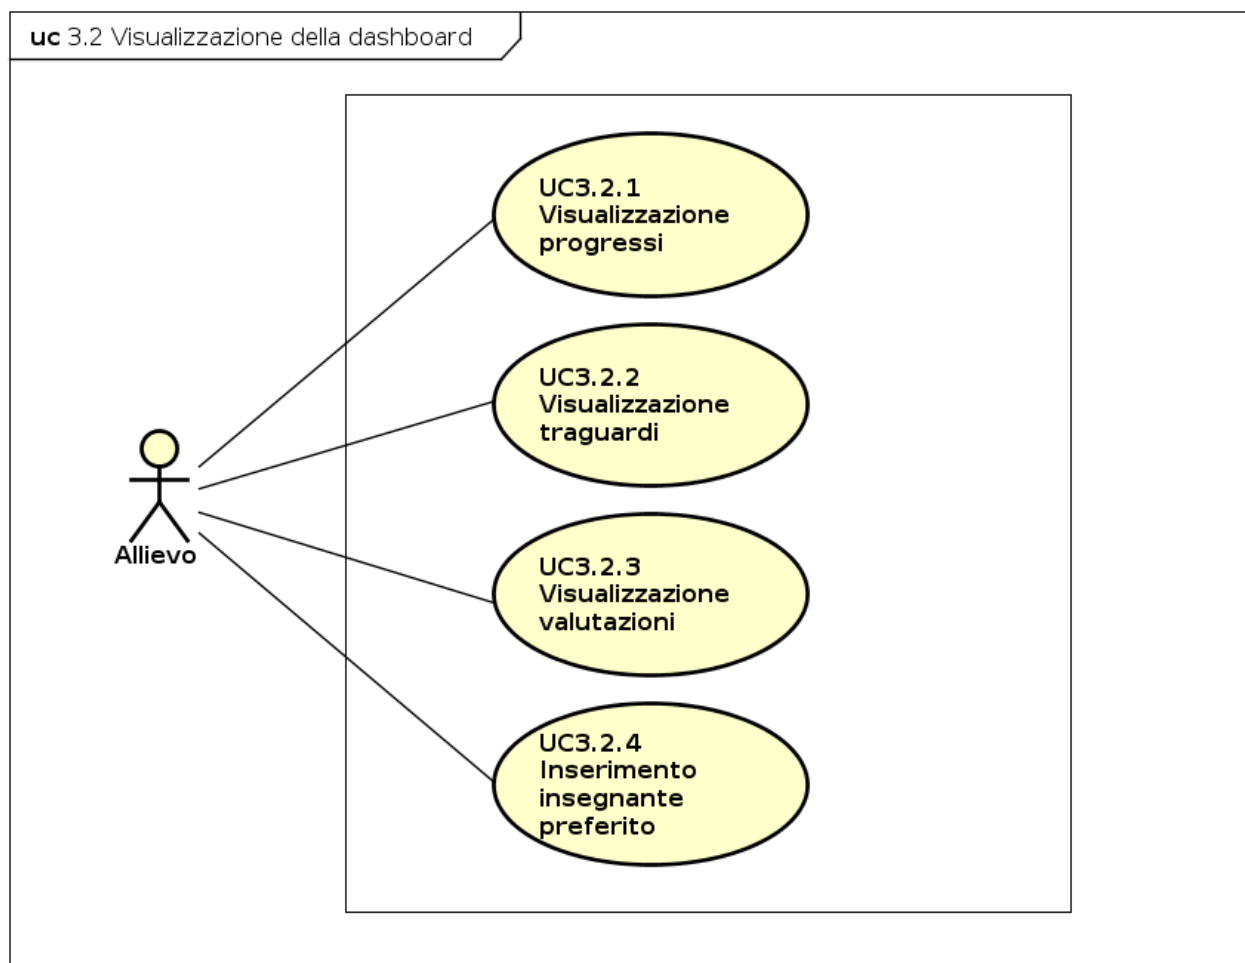 uc 3.2 Visualizzazione della dashboard
UC3.2.1
Visualizzazione
progressi
UC3.2.2
Visualizzazione
traguardi
Allievo
UC3.2.3
Visualizzazione
valutazioni
UC3.2.4
Inserimento
insegnante
preferito